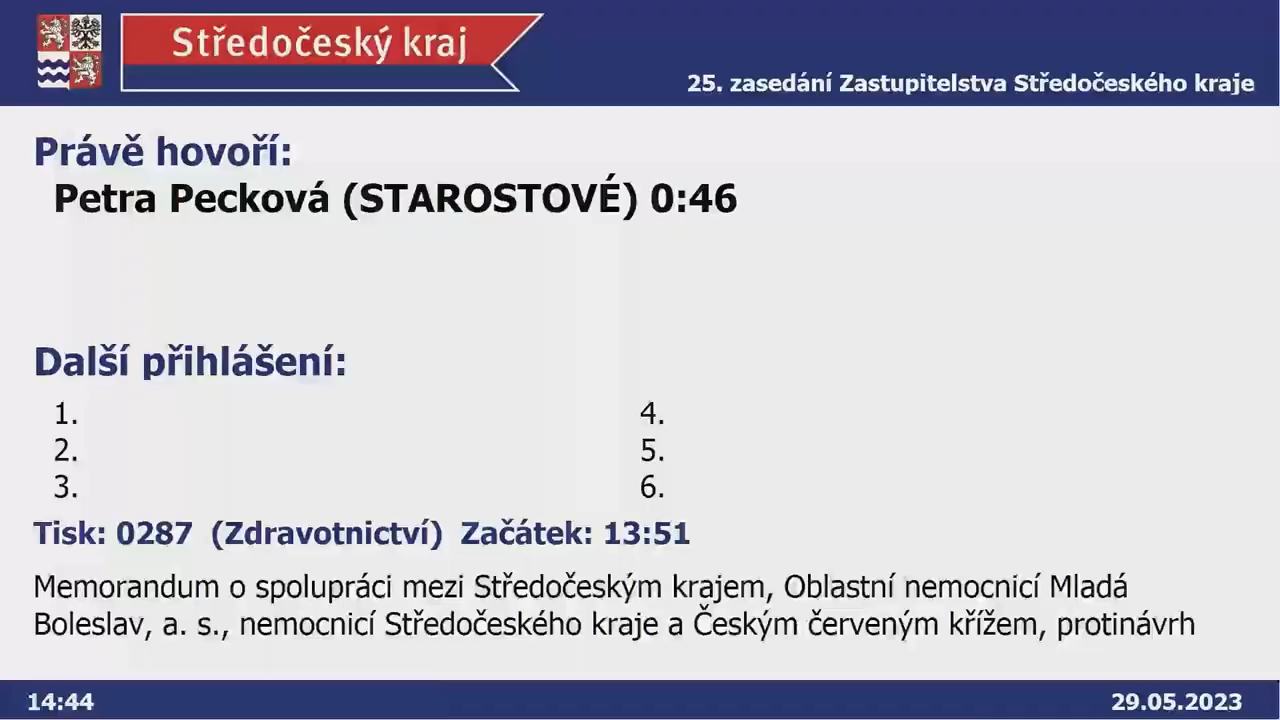 Středočeský kraj
25. zasedání Zastupitelstva Středočeského kraje
Právě hovoří:
Petra Pecková (STAROSTOVÉ) 0:46
Další přihlášení:
1.
2.
3.
4.
5.
6.
Tisk: 0287 (Zdravotnictví) Začátek: 13:51
Memorandum o spolupráci mezi Středočeským krajem, Oblastní nemocnicí Mladá
Boleslav, a. s., nemocnicí Středočeského kraje a Českým červeným křížem, protinávrh
14:44
29.05.2023